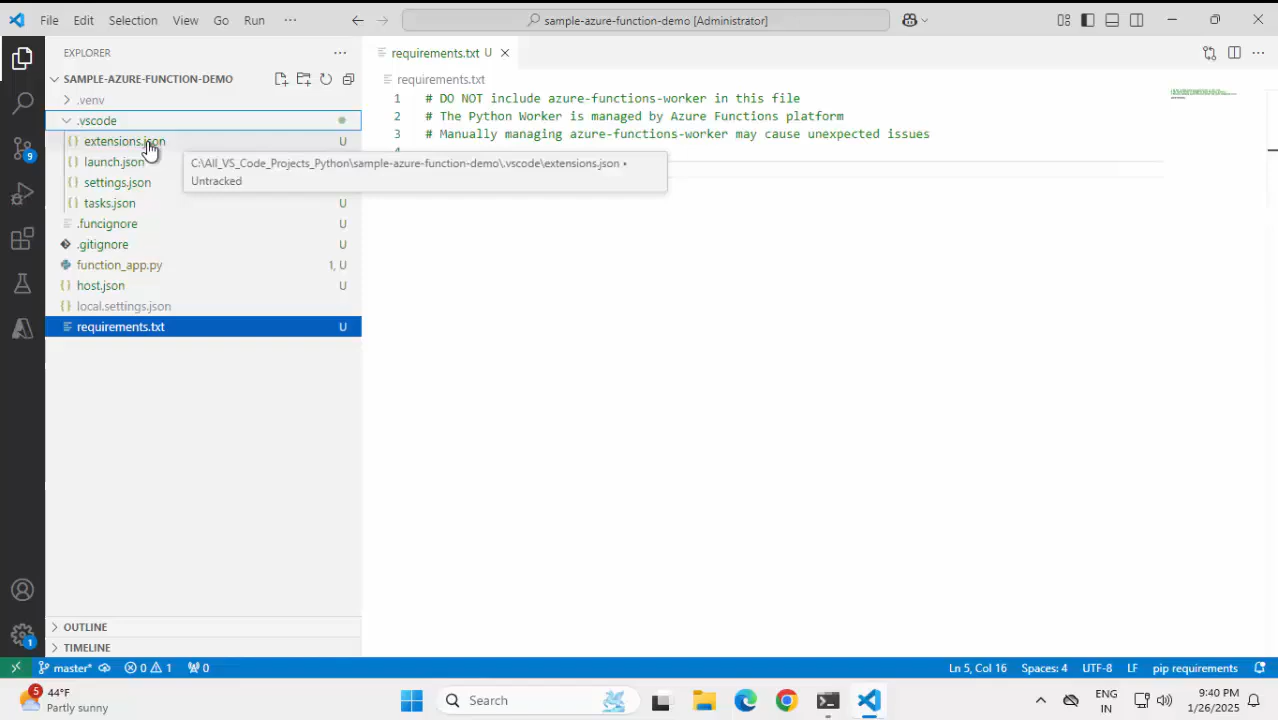 File Edit Selection View Go Run ···
sample-azure-function-demo [Administrator]
EXPLORER
SAMPLE-AZURE-FUNCTION-DEMO
.venv
.vscode
extensions.json U
launch.json
settings.json
tasks.json U
.funcignore U
.gitignore U
function_app.py 1, U
host.json U
local.settings.json
requirements.txt U
OUTLINE
TIMELINE
requirements.txt U
requirements.txt
1 # DO NOT include azure-functions-worker in this file
2 # The Python Worker is managed by Azure Functions platform
3 # Manually managing azure-functions-worker may cause unexpected issues
C:\All_VS_Code_Projects_Python\sample-azure-function-demo\.vscode\extensions.json •
Untracked
9
1
master* 0 1 0 Ln 5, Col 16 Spaces: 4 UTF-8 LF pip requirements
5 44°F
Partly sunny
Search
ENG
IN
9:40 PM
1/26/2025